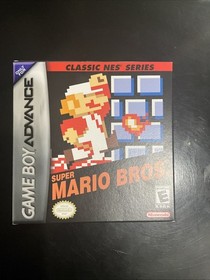 CLASSIC NES SERIES
GAME BOY ADVANCE
SUPER
MARIO BROS.
Nintendo
E